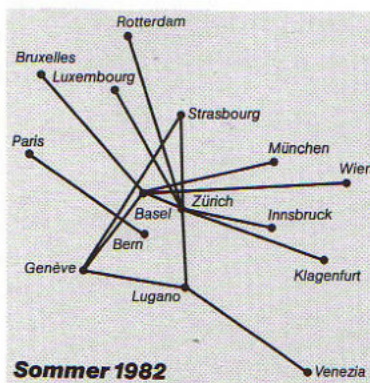 Rotterdam
Bruxelles
Luxembourg
Strasbourg
Paris
München
Wien
Basel
Zürich
Innsbruck
Bern
Genève
Klagenfurt
Lugano
Sommer 1982
Venezia